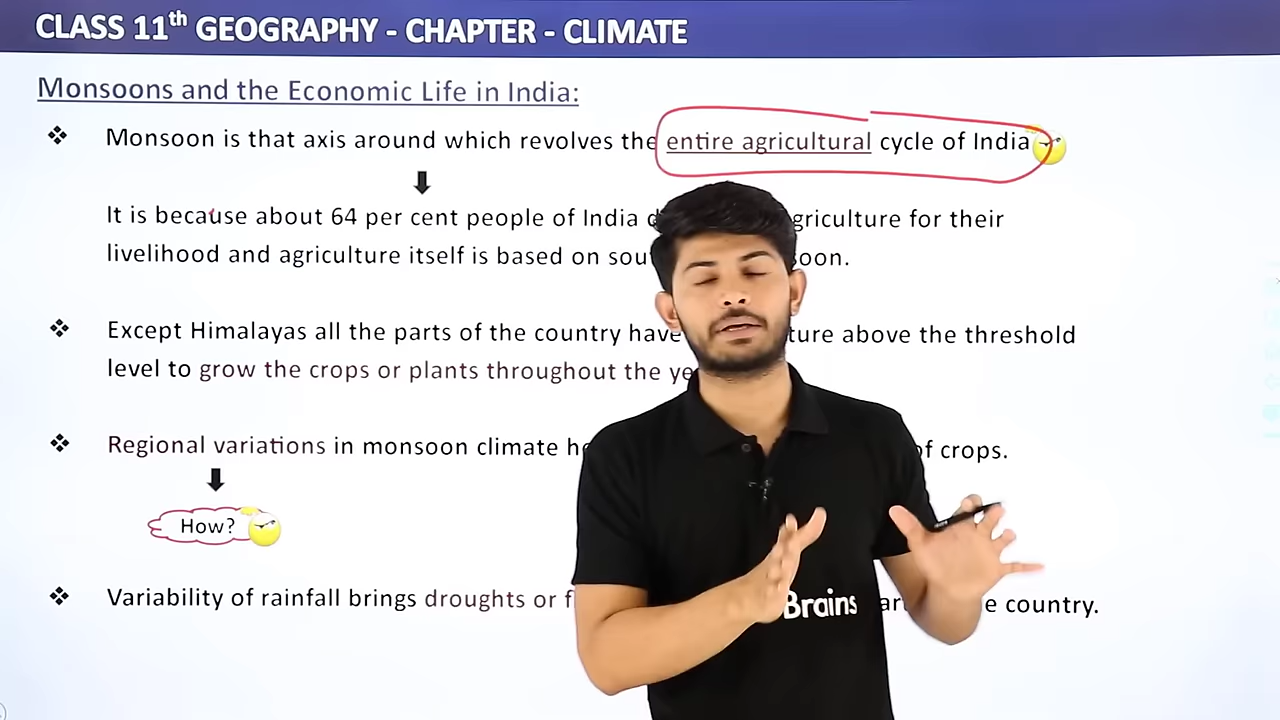 CLASS 11th GEOGRAPHY - CHAPTER - CLIMATE
Monsoons and the Economic Life in India:
Monsoon is that axis around which revolves the entire agricultural cycle of India
It is because about 64 per cent people of India d griculture for their
livelihood and agriculture itself is based on sou oon.
Except Himalayas all the parts of the country have ture above the threshold
level to grow the crops or plants throughout the ye
Regional variations in monsoon climate h of crops.
How?
Variability of rainfall brings droughts or f e country.
Brains